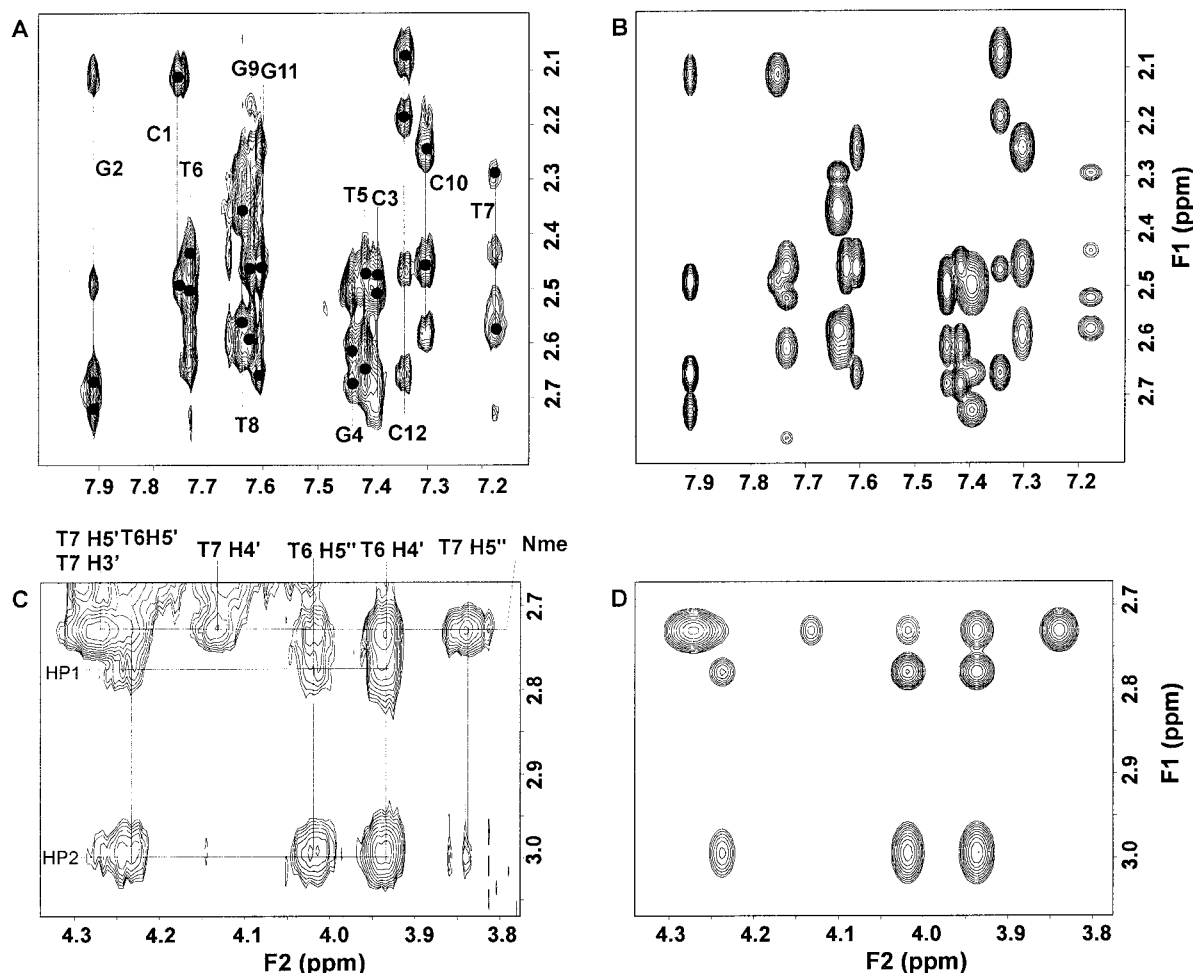 A
B
G9
G11
G2
C1
T6
T5
C3
C10
T7
T8
G4
C12
2.1
2.2
2.3
2.4
2.5
2.6
2.7
7.9 7.8 7.7 7.6 7.5 7.4 7.3 7.2
2.1
2.2
2.3
2.4
2.5
2.6
2.7
F1 (ppm)
7.9 7.8 7.7 7.6 7.5 7.4 7.3 7.2
T7 H5' T6H5'
T7 H3'
T7 H4'
T6 H5''
T6 H4'
T7 H5''
Nme
C
D
HP1
HP2
2.7
2.8
2.9
3.0
4.3 4.2 4.1 4.0 3.9 3.8
F2 (ppm)
2.7
2.8
2.9
3.0
F1 (ppm)
4.3 4.2 4.1 4.0 3.9 3.8
F2 (ppm)